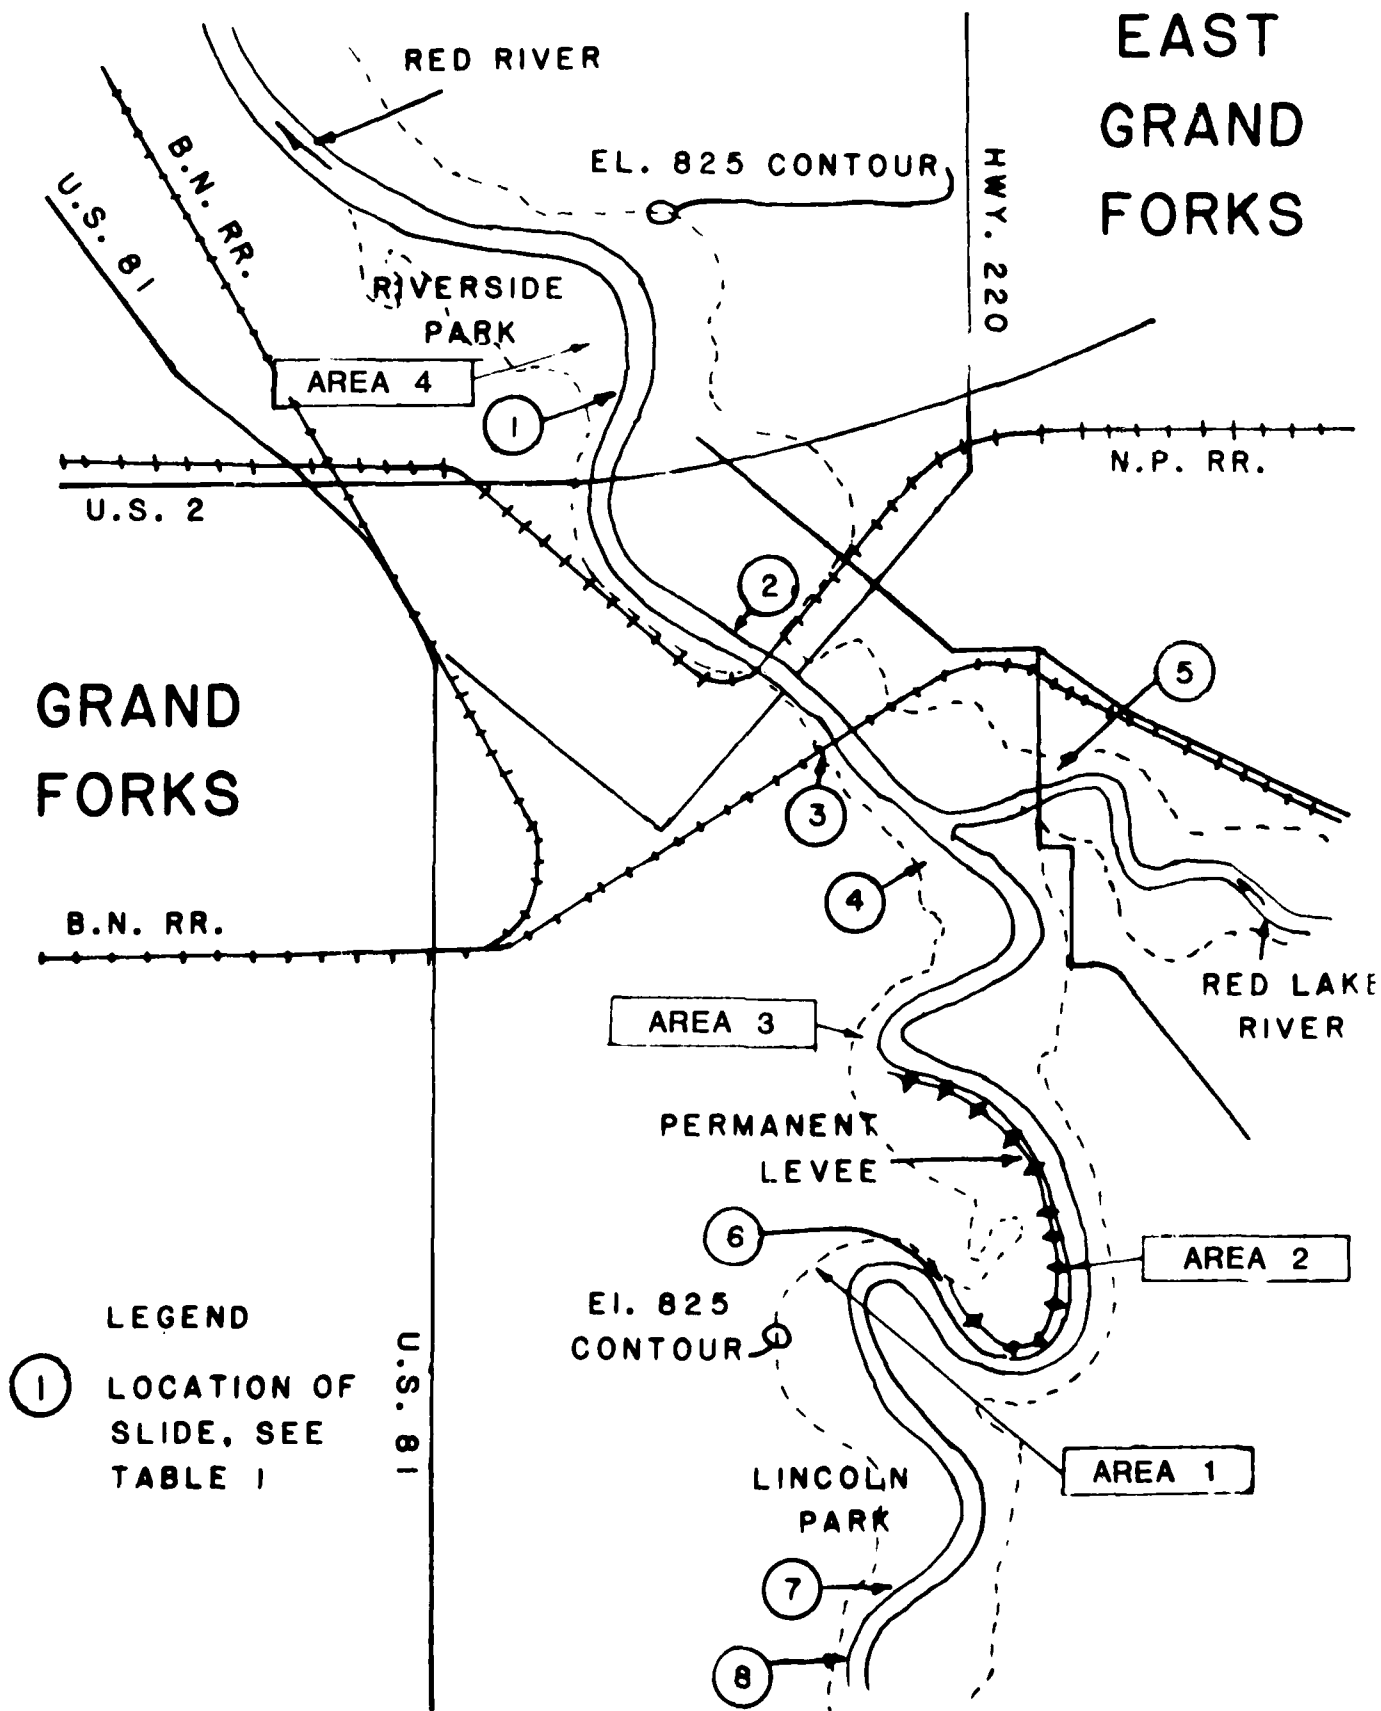 EAST
GRAND
FORKS
RED RIVER
B.N. RR.
U.S. 81
EL. 825 CONTOUR
HWY. 220
RIVERSIDE
PARK
AREA 4
1
N.P. RR.
U.S. 2
2
5
GRAND
FORKS
3
4
B.N. RR.
RED LAKE
RIVER
AREA 3
PERMANENT
LEVEE
6
AREA 2
El. 825
CONTOUR
LEGEND
1 LOCATION OF
SLIDE, SEE
TABLE 1
U.S. 81
AREA 1
LINCOLN
PARK
7
8